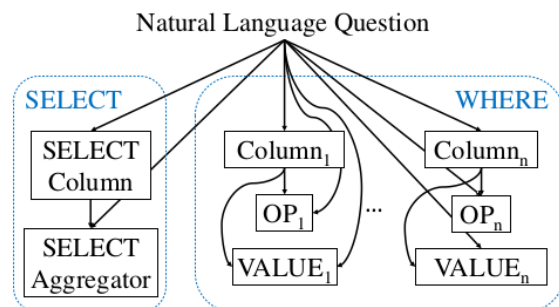 Natural Language Question
SELECT
WHERE
SELECT
Column
Column₁
Columnₙ
OP₁
...
OPₙ
SELECT
Aggregator
VALUE₁
VALUEₙ